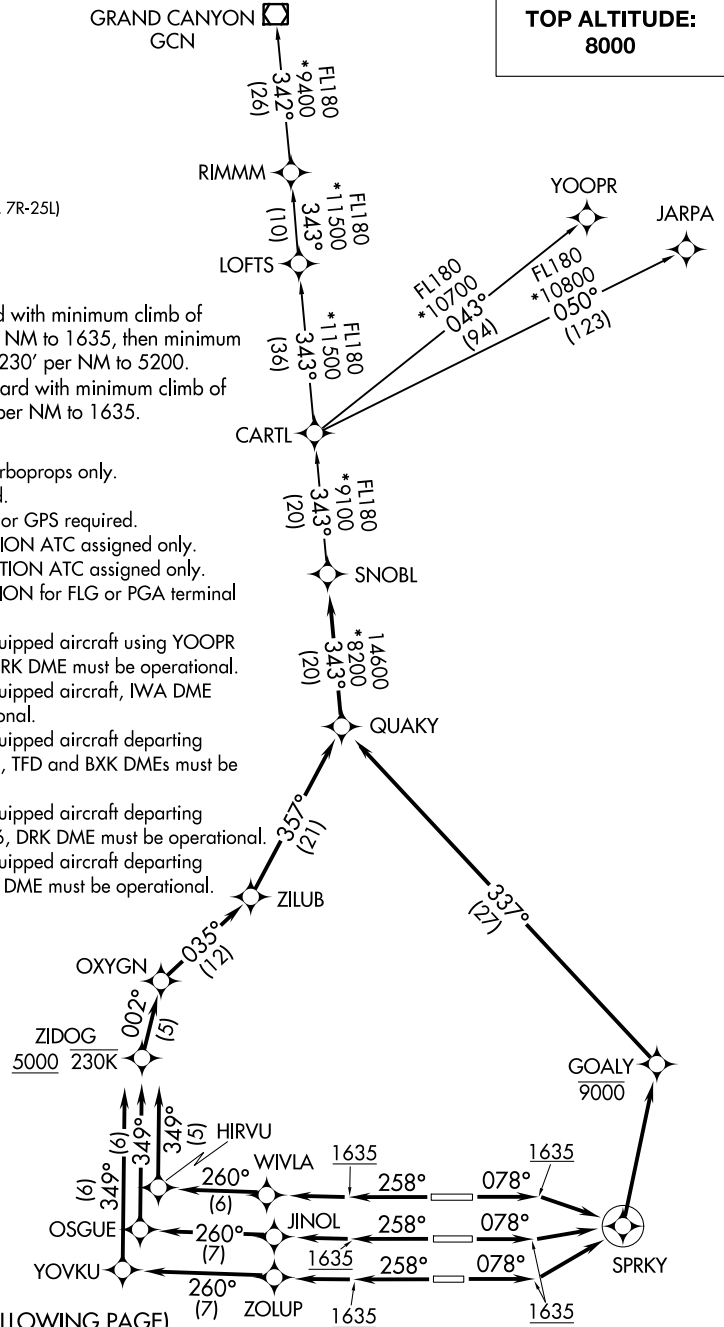 GRAND CANYON
GCN
TOP ALTITUDE:
8000
FL180
*9400
342°
(26)
RIMMM
7R-25L)
FL180
*11500
343°
(10)
LOFTS
YOOPR
JARPA
FL180
*10700
043°
(94)
FL180
*10800
050°
(123)
d with minimum climb of
NM to 1635, then minimum
230' per NM to 5200.
ard with minimum climb of
per NM to 1635.
FL180
*11500
343°
(36)
CARTL
rboprops only.
d.
or GPS required.
TION ATC assigned only.
TION ATC assigned only.
ION for FLG or PGA terminal
FL180
*9100
343°
(20)
SNOBL
uipped aircraft using YOOPR
RK DME must be operational.
uipped aircraft, IWA DME
onal.
uipped aircraft departing
, TFD and BXK DMEs must be
14600
*8200
343°
(20)
QUAKY
uipped aircraft departing
6, DRK DME must be operational.
uipped aircraft departing
DME must be operational.
357°
(21)
337°
(27)
ZILUB
035°
(12)
OXYGN
002°
(5)
ZIDOG
5000 230K
GOALY
9000
349°
(6)
349°
(6)
349°
(5)
HIRVU
WIVLA
260°
(6)
1635
258°
078°
1635
OSGUE
260°
(7)
JINOL
1635
258°
078°
SPRKY
YOVKU
260°
(7)
ZOLUP
1635
258°
078°
1635
LLOWING PAGE)